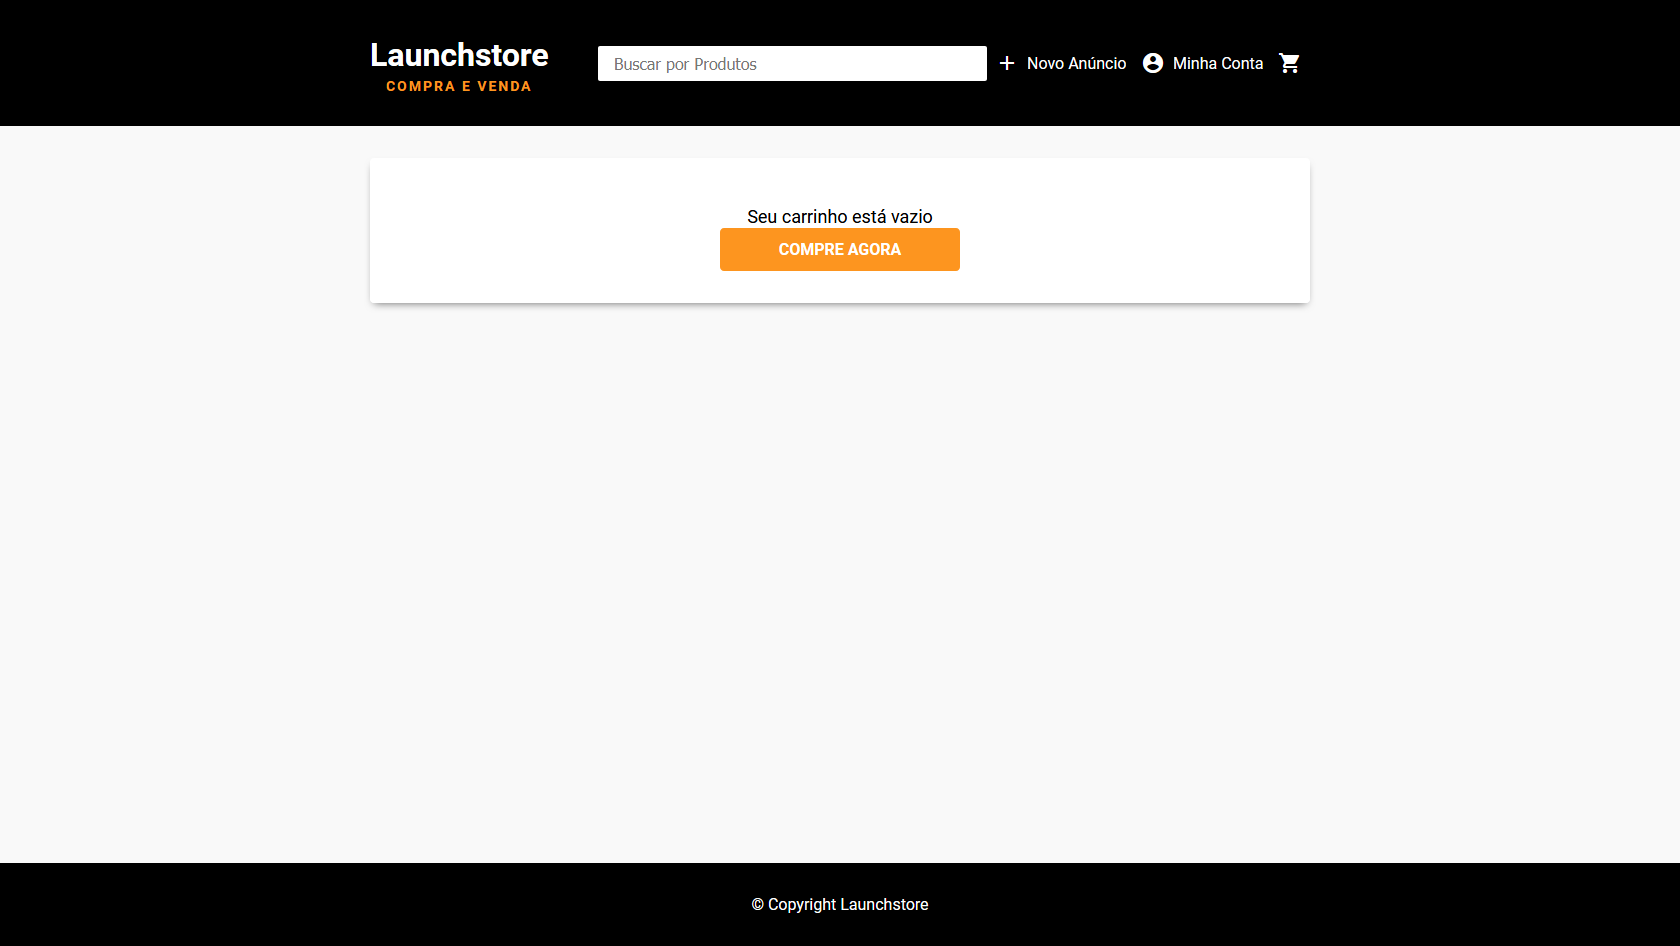 Launchstore
COMPRA E VENDA
Buscar por Produtos
Novo Anúncio
Minha Conta
Seu carrinho está vazio
COMPRE AGORA
© Copyright Launchstore